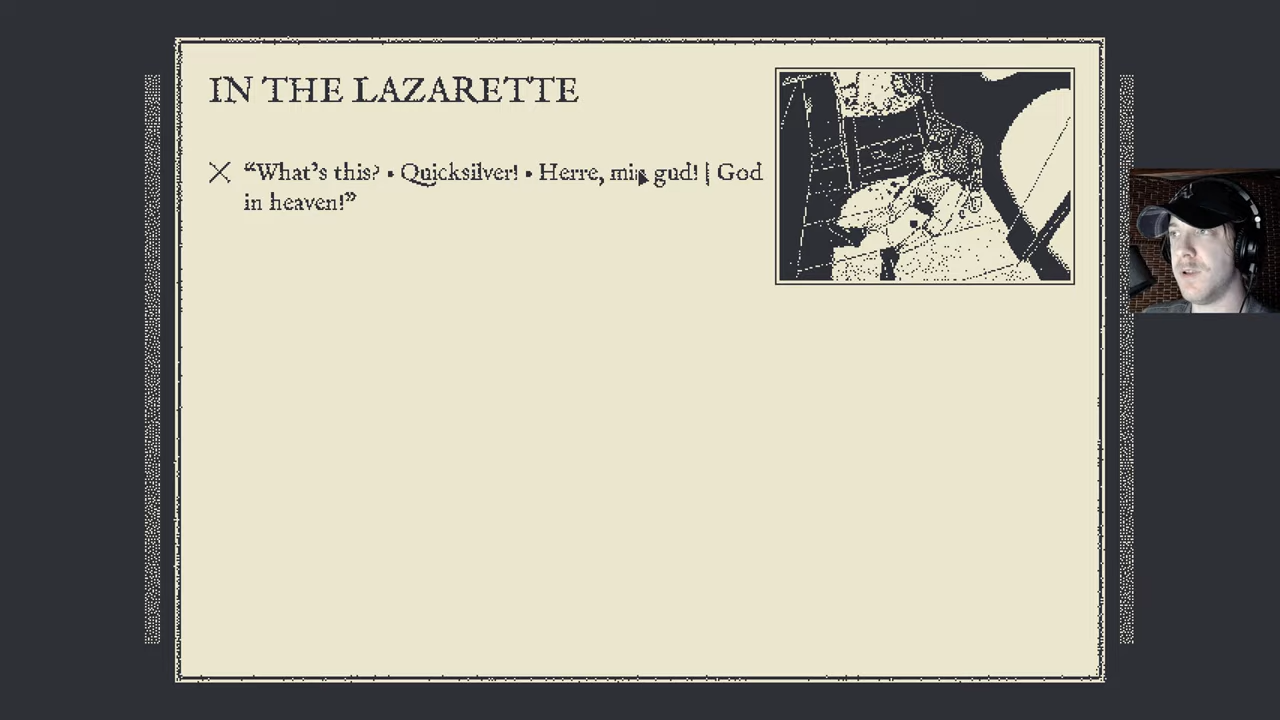 IN THE LAZARETTE
“What’s this? • Quicksilver! • Herre, min gud! | God
in heaven!”